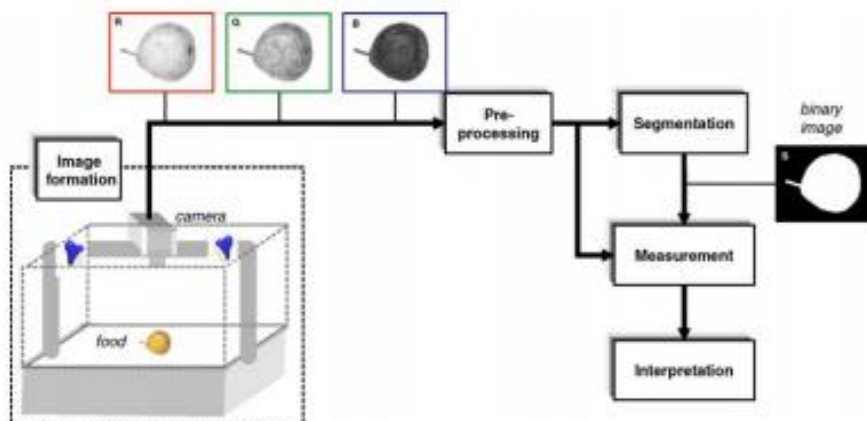 R
G
B
Pre-
processing
Segmentation
binary
image
S
Image
formation
camera
Measurement
food
Interpretation